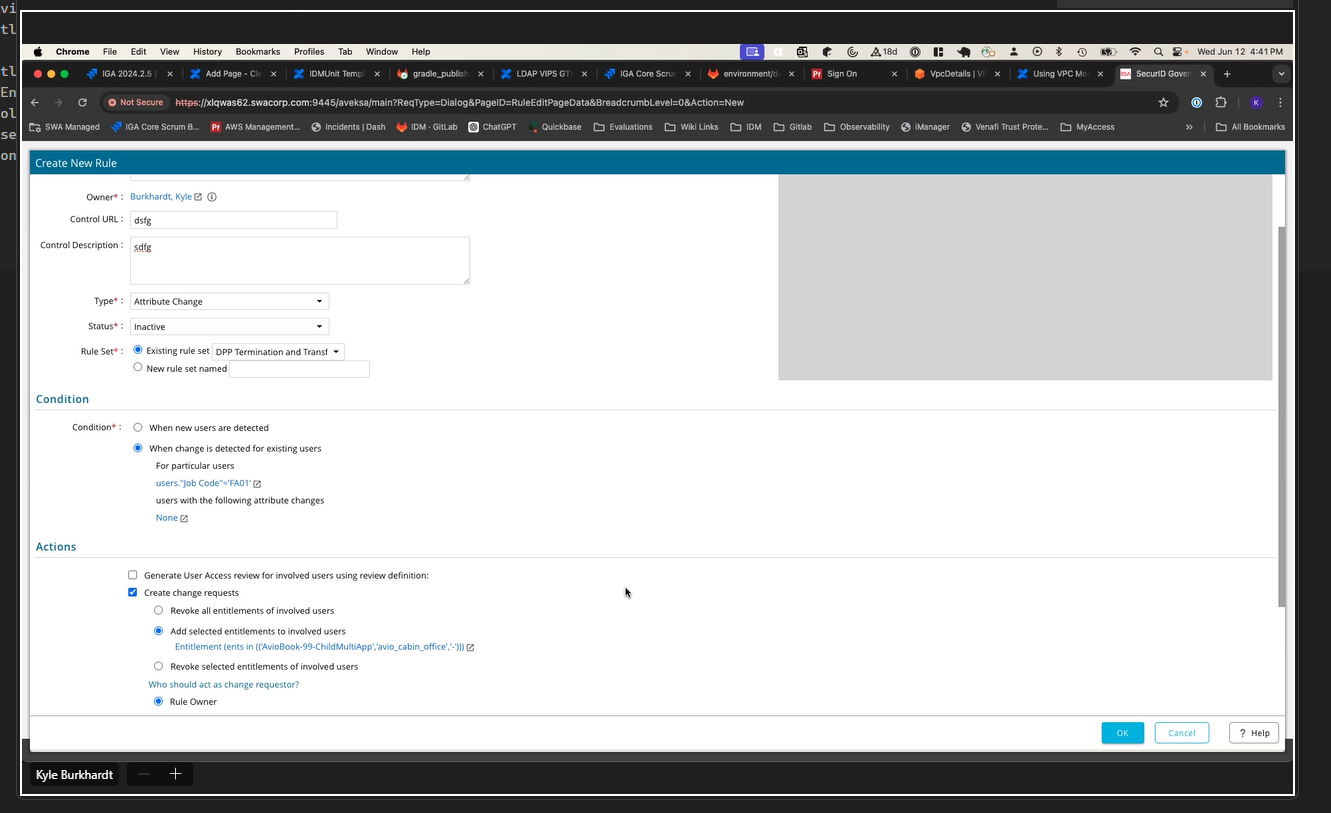 vi
tl
tl
En
ol
se
on
Chrome File Edit View History Bookmarks Profiles Tab Window Help 18d Wed Jun 12 4:41 PM
IGA 2024.2.5 ( Add Page - Cle IDMUnit Templ gradle_publish LDAP VIPS GTI IGA Core Scrum environment/d Sign On VpcDetails | VP Using VPC Mo SecurID Gover
Not Secure https://xlqwas62.swacorp.com:9445/aveksa/main?ReqType=Dialog&PageID=RuleEditPageData&BreadcrumbLevel=0&Action=New K
SWA Managed IGA Core Scrum B... AWS Management... Incidents | Dash IDM · GitLab ChatGPT Quickbase Evaluations Wiki Links IDM Gitlab Observability iManager Venafi Trust Prote... MyAccess » All Bookmarks
Create New Rule
Owner* : Burkhardt, Kyle
Control URL : dsfg
Control Description : sdfg
Type* : Attribute Change
Status* : Inactive
Rule Set* : Existing rule set DPP Termination and Transf
New rule set named
Condition
Condition* : When new users are detected
When change is detected for existing users
For particular users
users."Job Code"='FA01'
users with the following attribute changes
None
Actions
Generate User Access review for involved users using review definition:
Create change requests
Revoke all entitlements of involved users
Add selected entitlements to involved users
Entitlement (ents in (('AvioBook-99-ChildMultiApp','avio_cabin_office','-')))
Revoke selected entitlements of involved users
Who should act as change requestor?
Rule Owner
OK Cancel ? Help
Kyle Burkhardt